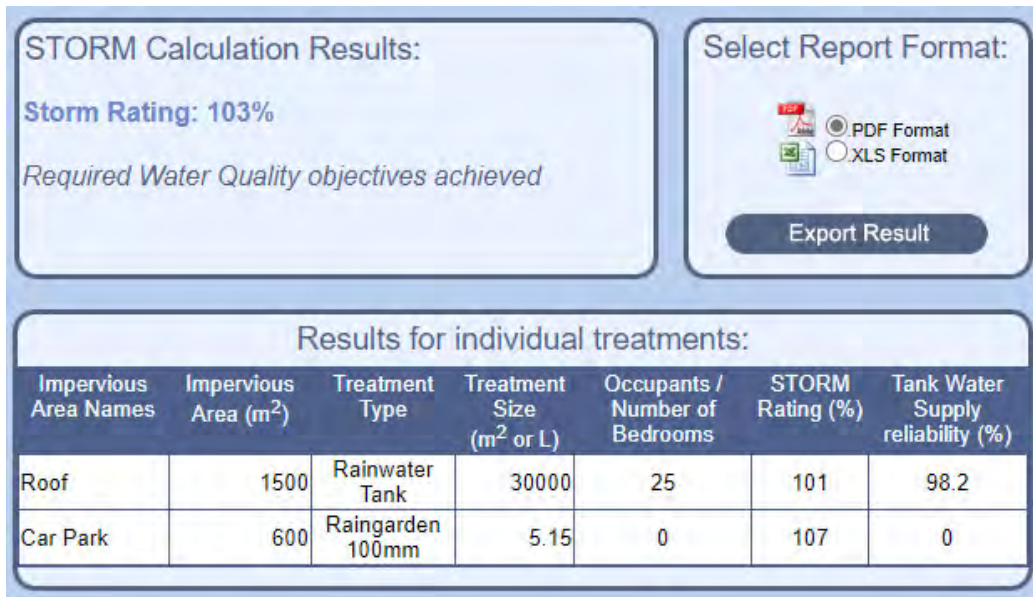 STORM Calculation Results:
Storm Rating: 103%
Required Water Quality objectives achieved
Select Report Format:
PDF
PDF Format
XLS Format
Export Result
Results for individual treatments:
Impervious Area Names Impervious Area (m²) Treatment Type Treatment Size (m² or L) Occupants / Number of Bedrooms STORM Rating (%) Tank Water Supply reliability (%)
Roof 1500 Rainwater Tank 30000 25 101 98.2
Car Park 600 Raingarden 100mm 5.15 0 107 0